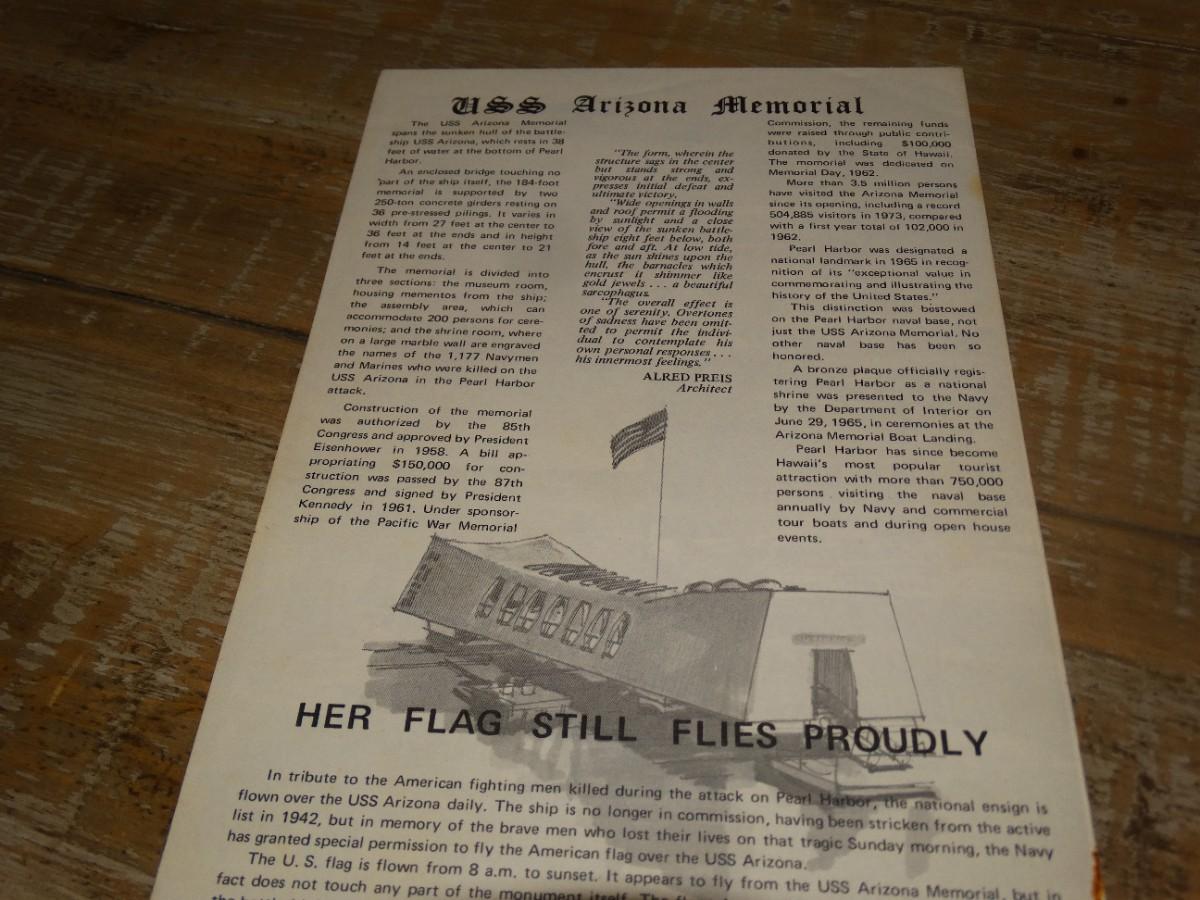 USS Arizona Memorial
The USS Arizona Memorial
spans the sunken hull of the battle-
ship USS Arizona, which rests in 38
feet of water at the bottom of Pearl
Harbor.
An enclosed bridge touching no
part of the ship itself, the 184-foot
memorial is supported by two
250-ton concrete girders resting on
36 pre-stressed pilings. It varies in
width from 27 feet at the center to
36 feet at the ends and in height
from 14 feet at the center to 21
feet at the ends.
The memorial is divided into
three sections: the museum room,
housing mementos from the ship;
the assembly area, which can
accommodate 200 persons for cere-
monies; and the shrine room, where
on a large marble wall are engraved
the names of the 1,177 Navymen
and Marines who were killed on the
USS Arizona in the Pearl Harbor
attack.
Construction of the memorial
was authorized by the 85th
Congress and approved by President
Eisenhower in 1958. A bill ap-
propriating $150,000 for con-
struction was passed by the 87th
Congress and signed by President
Kennedy in 1961. Under sponsor-
ship of the Pacific War Memorial
"The form, wherein the
structure sags in the center
but stands strong and
vigorous at the ends, ex-
presses initial defeat and
ultimate victory.
"Wide openings in walls
and roof permit a flooding
by sunlight and a close
view of the sunken battle-
ship eight feet below, both
fore and aft. At low tide,
as the sun shines upon the
hull, the barnacles which
encrust it shimmer like
gold jewels . . . a beautiful
sarcophagus.
"The overall effect is
one of serenity. Overtones
of sadness have been omit-
ted to permit the indivi-
dual to contemplate his
own personal responses . . .
his innermost feelings."
ALRED PREIS
Architect
Commission, the remaining funds
were raised through public contri-
butions, including $100,000
donated by the State of Hawaii.
The momorial was dedicated on
Memorial Day, 1962.
More than 3.5 million persons
have visited the Arizona Memorial
since its opening, including a record
504,885 visitors in 1973, compared
with a first year total of 102,000 in
1962.
Pearl Harbor was designated a
national landmark in 1965 in recog-
nition of its "exceptional value in
commemorating and illustrating the
history of the United States."
This distinction was bestowed
on the Pearl Harbor naval base, not
just the USS Arizona Memorial. No
other naval base has been so
honored.
A bronze plaque officially regis-
tering Pearl Harbor as a national
shrine was presented to the Navy
by the Department of Interior on
June 29, 1965, in ceremonies at the
Arizona Memorial Boat Landing.
Pearl Harbor has since become
Hawaii's most popular tourist
attraction with more than 750,000
persons visiting the naval base
annually by Navy and commercial
tour boats and during open house
events.
HER FLAG STILL FLIES PROUDLY
In tribute to the American fighting men killed during the attack on Pearl Harbor, the national ensign is
flown over the USS Arizona daily. The ship is no longer in commission, having been stricken from the active
list in 1942, but in memory of the brave men who lost their lives on that tragic Sunday morning, the Navy
has granted special permission to fly the American flag over the USS Arizona.
The U. S. flag is flown from 8 a.m. to sunset. It appears to fly from the USS Arizona Memorial, but in
fact does not touch any part of the monument itself. The